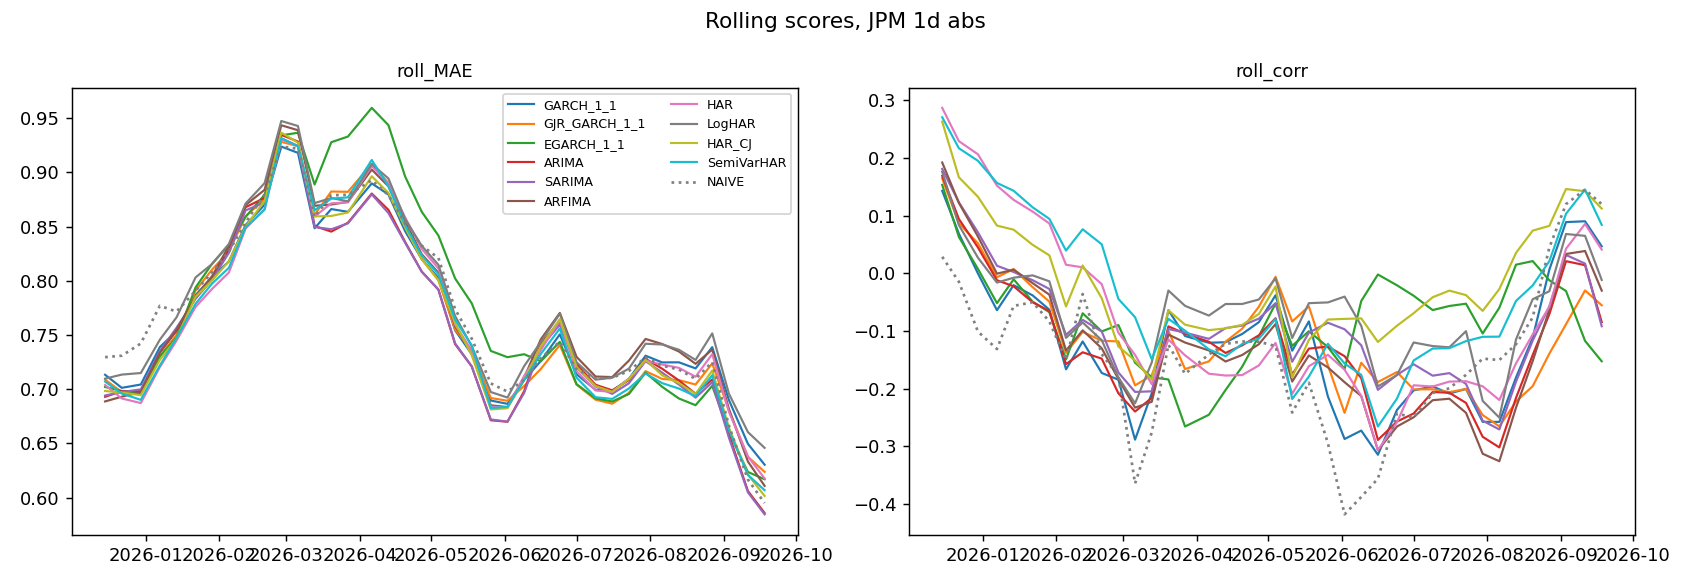 Rolling scores, JPM 1d abs
roll_MAE
0.95
0.90
0.85
0.80
0.75
0.70
0.65
0.60
GARCH_1_1
GJR_GARCH_1_1
EGARCH_1_1
ARIMA
SARIMA
ARFIMA
HAR
LogHAR
HAR_CJ
SemiVarHAR
NAIVE
2026-01 2026-02 2026-03 2026-04 2026-05 2026-06 2026-07 2026-08 2026-09 2026-10
roll_corr
0.3
0.2
0.1
0.0
−0.1
−0.2
−0.3
−0.4
2026-01 2026-02 2026-03 2026-04 2026-05 2026-06 2026-07 2026-08 2026-09 2026-10